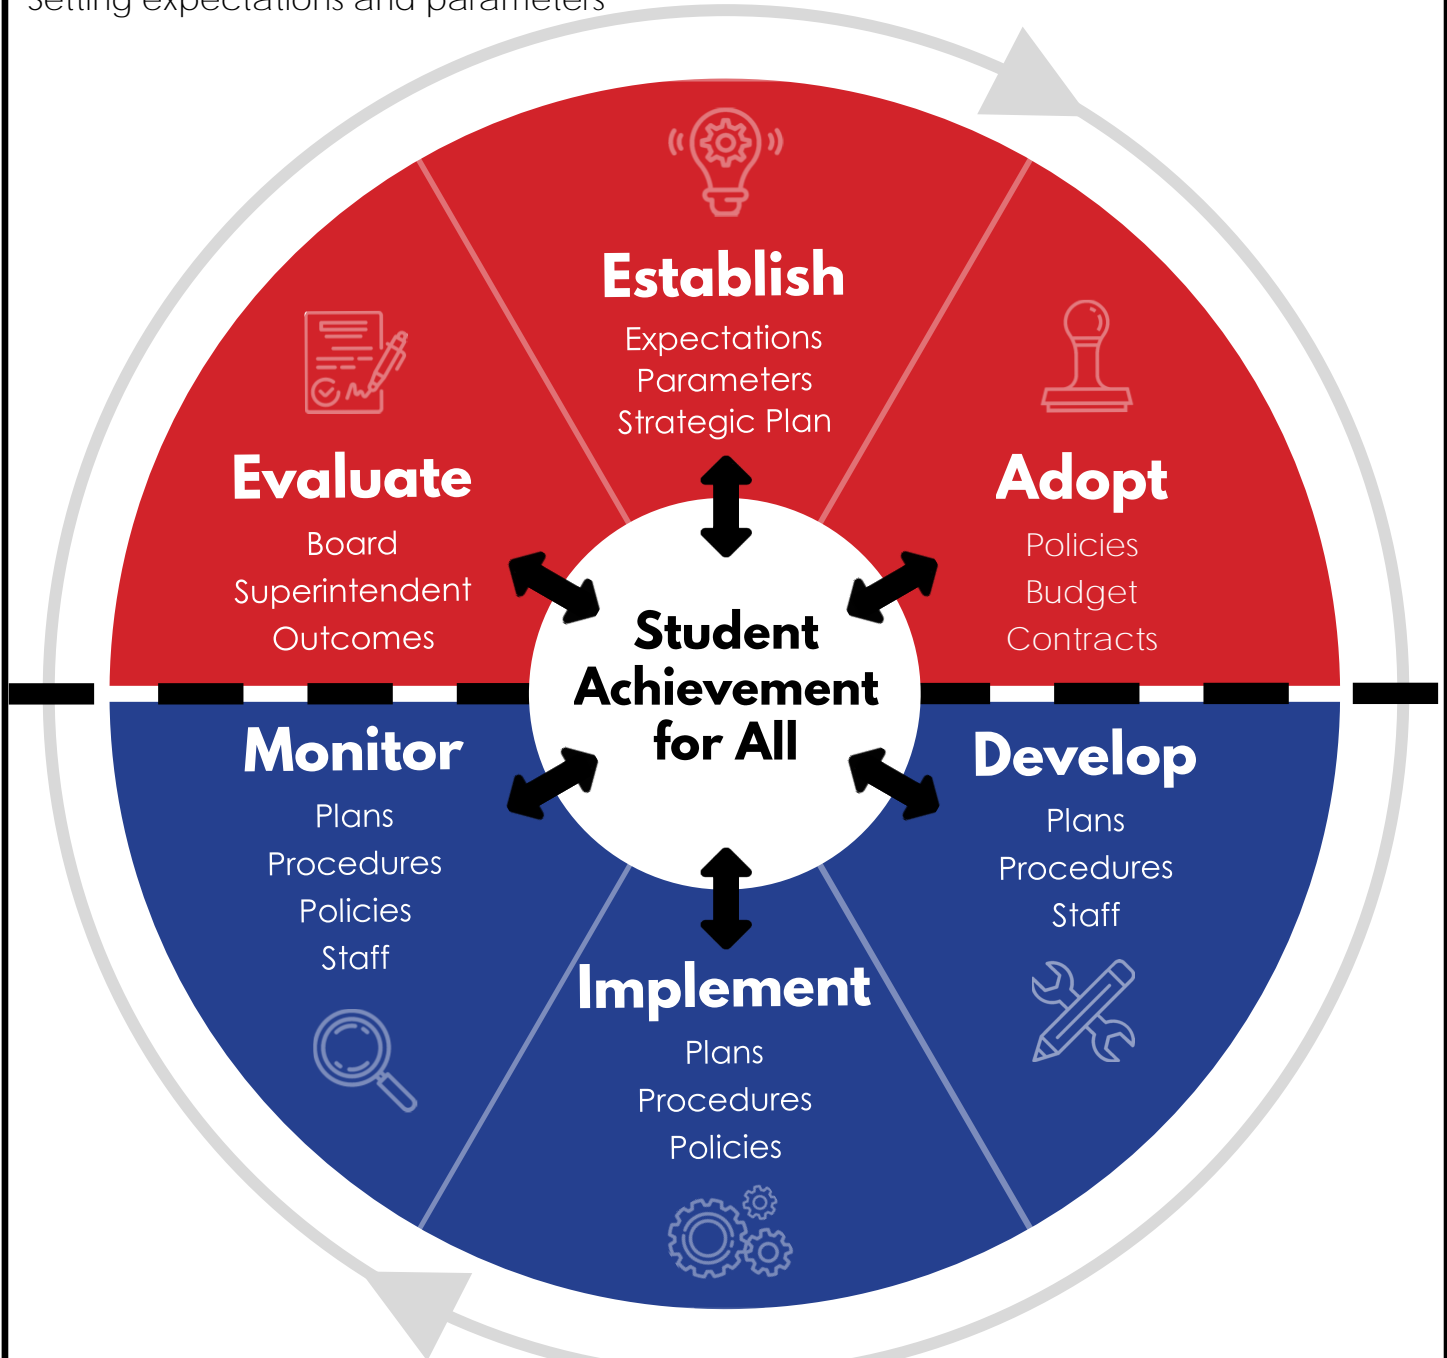 Setting expectations and parameters
Establish
Expectations
Parameters
Strategic Plan
Adopt
Policies
Budget
Contracts
Develop
Plans
Procedures
Staff
Implement
Plans
Procedures
Policies
Monitor
Plans
Procedures
Policies
Staff
Evaluate
Board
Superintendent
Outcomes
Student
Achievement
for All